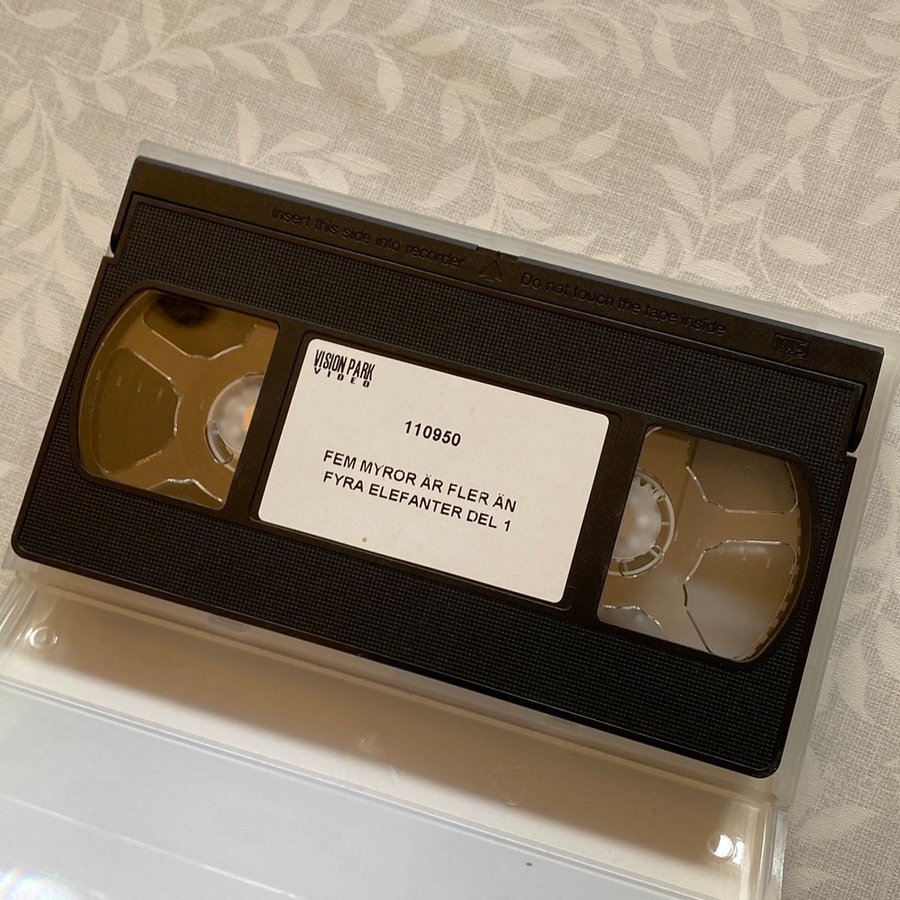 Insert this side into recorder
Do not touch the tape inside
VISION PARK
VIDEO
110950
FEM MYROR ÄR FLER ÄN
FYRA ELEFANTER DEL 1